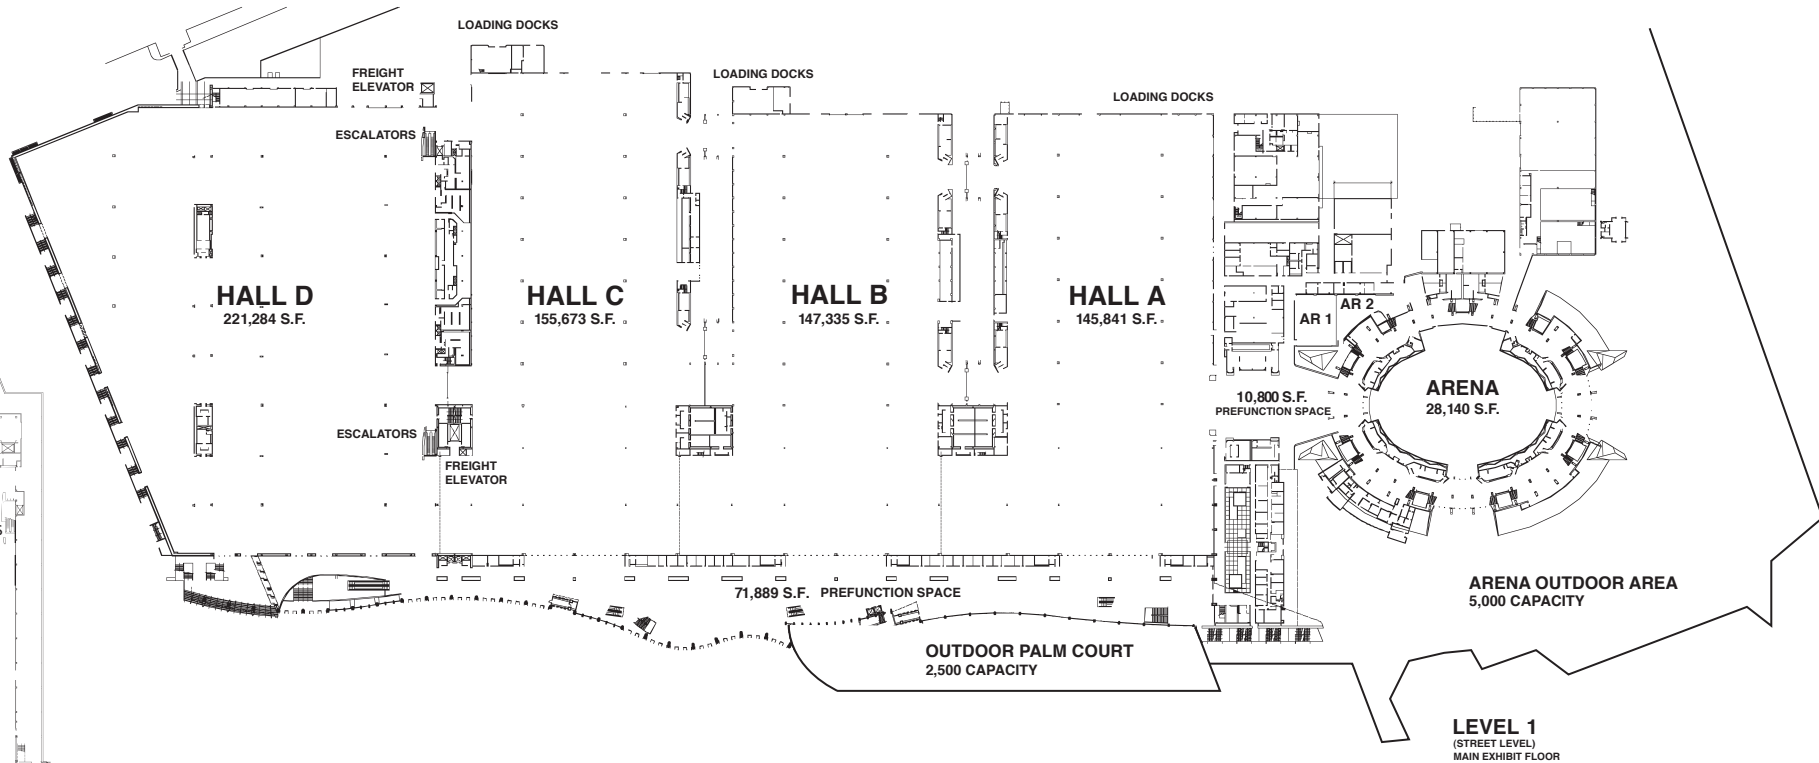 LOADING DOCKS
FREIGHT
ELEVATOR
LOADING DOCKS
LOADING DOCKS
ESCALATORS
HALL D
221,284 S.F.
HALL C
155,673 S.F.
HALL B
147,335 S.F.
HALL A
145,841 S.F.
AR 2
AR 1
ARENA
28,140 S.F.
10,800 S.F.
PREFUNCTION SPACE
ESCALATORS
FREIGHT
ELEVATOR
71,889 S.F. PREFUNCTION SPACE
ARENA OUTDOOR AREA
5,000 CAPACITY
OUTDOOR PALM COURT
2,500 CAPACITY
LEVEL 1
(STREET LEVEL)
MAIN EXHIBIT FLOOR